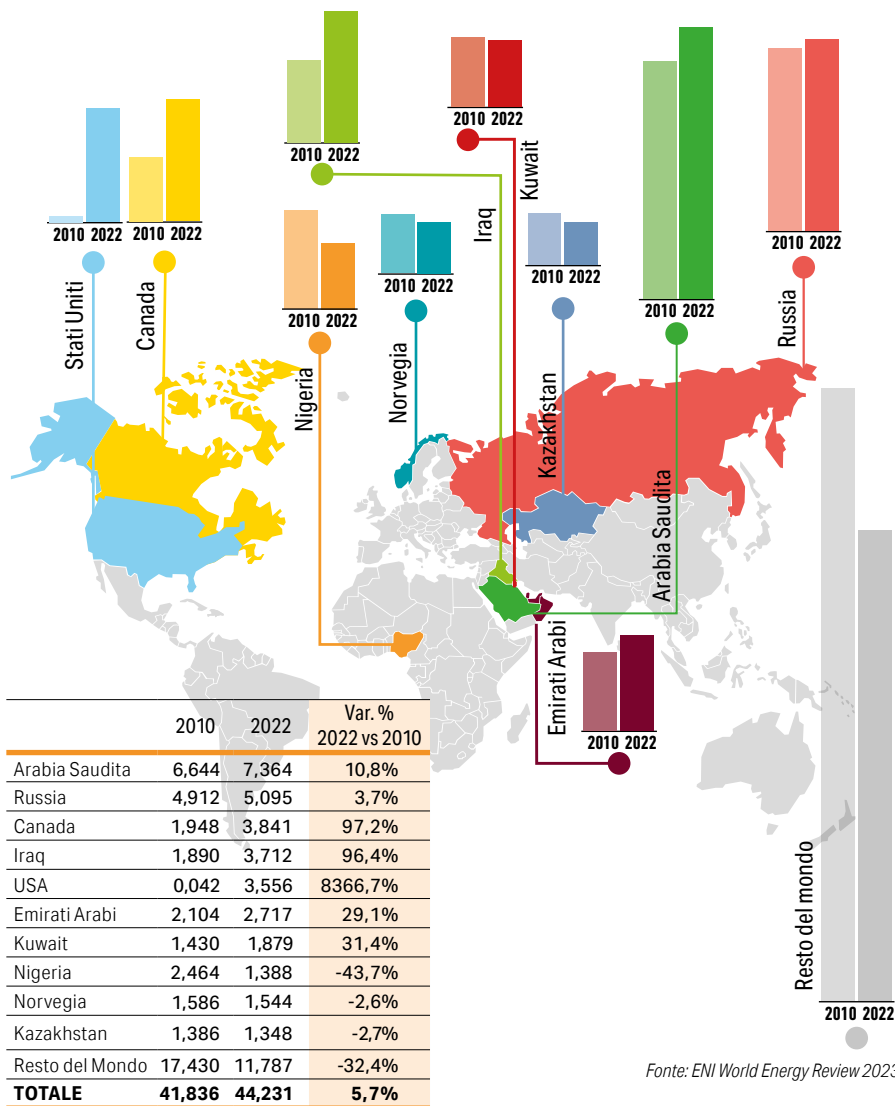 2010 2022
Stati Uniti
2010 2022
Canada
2010 2022
Iraq
2010 2022
Kuwait
2010 2022
Nigeria
2010 2022
Norvegia
2010 2022
Kazakhstan
2010 2022
Arabia Saudita
2010 2022
Russia
2010 2022
Emirati Arabi
2010 2022
Resto del mondo
2010 2022 Var. %
2022 vs 2010
Arabia Saudita 6,644 7,364 10,8%
Russia 4,912 5,095 3,7%
Canada 1,948 3,841 97,2%
Iraq 1,890 3,712 96,4%
USA 0,042 3,556 8366,7%
Emirati Arabi 2,104 2,717 29,1%
Kuwait 1,430 1,879 31,4%
Nigeria 2,464 1,388 -43,7%
Norvegia 1,586 1,544 -2,6%
Kazakhstan 1,386 1,348 -2,7%
Resto del Mondo 17,430 11,787 -32,4%
TOTALE 41,836 44,231 5,7%
Fonte: ENI World Energy Review 2023